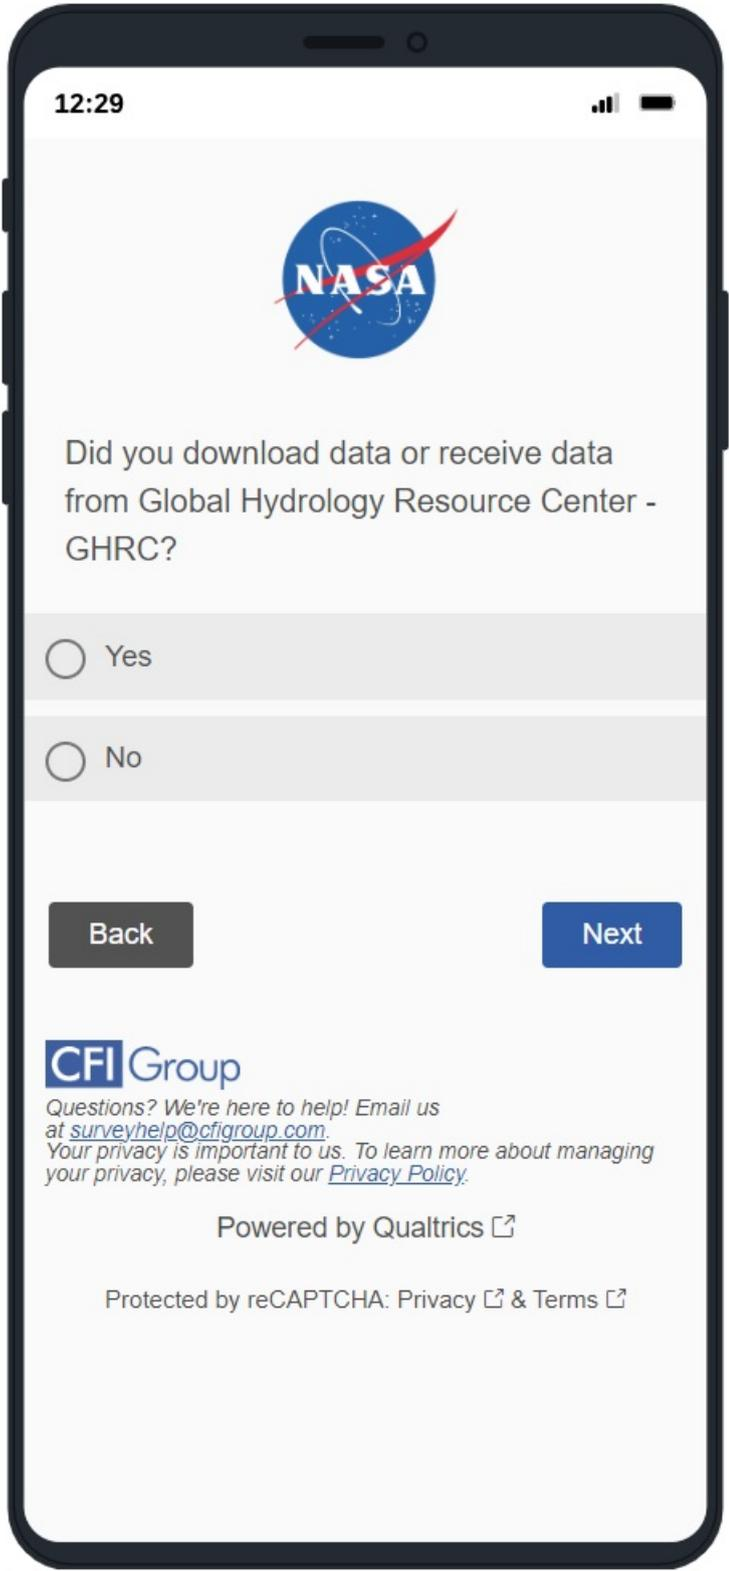 12:29
NASA
Did you download data or receive data
from Global Hydrology Resource Center -
GHRC?
Yes
No
Back
Next
CFI Group
Questions? We're here to help! Email us
at surveyhelp@cfigroup.com.
Your privacy is important to us. To learn more about managing
your privacy, please visit our Privacy Policy.
Powered by Qualtrics
Protected by reCAPTCHA: Privacy & Terms